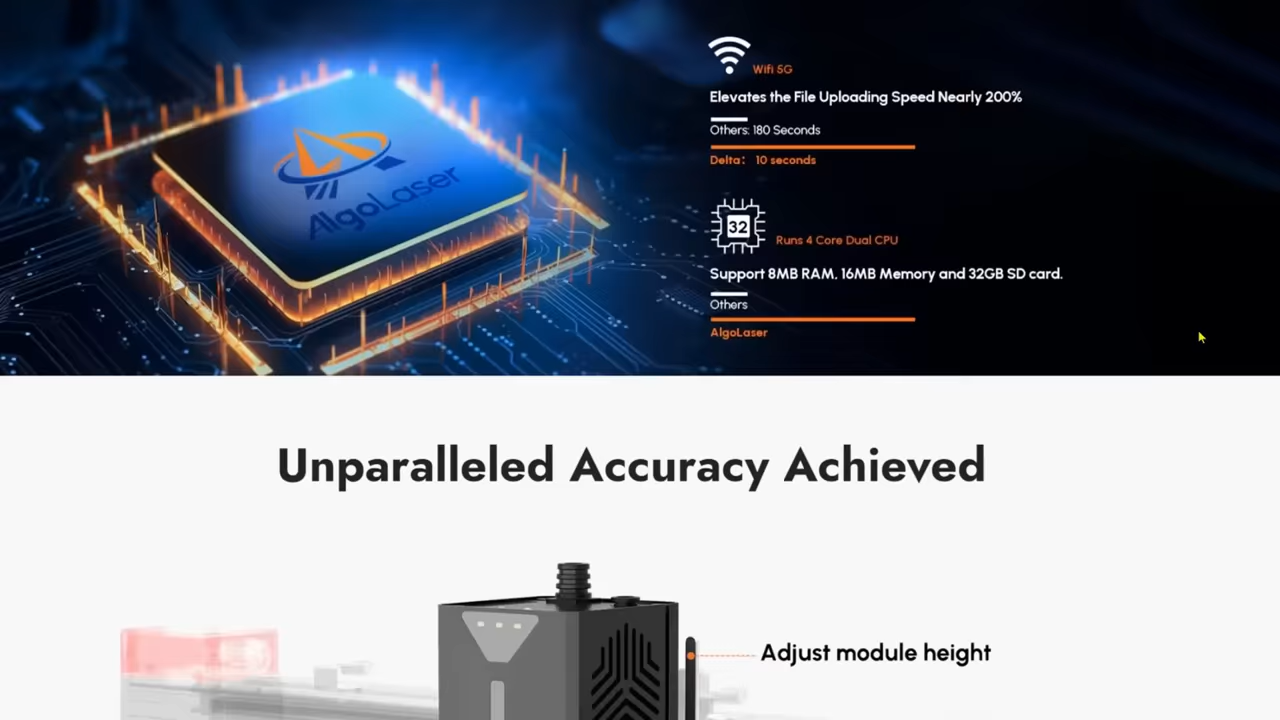 AlgoLaser
Wifi 5G
Elevates the File Uploading Speed Nearly 200%
Others: 180 Seconds
Delta: 10 seconds
32
Runs 4 Core Dual CPU
Support 8MB RAM, 16MB Memory and 32GB SD card.
Others
AlgoLaser
Unparalleled Accuracy Achieved
Adjust module height